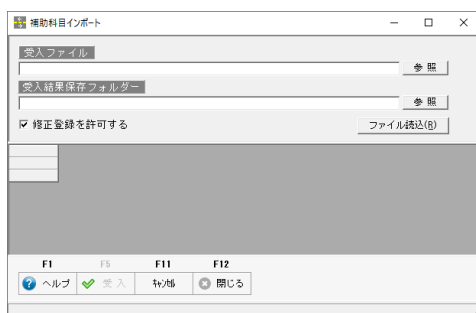 補助科目インポート
受入ファイル
参照
受入結果保存フォルダー
参照
修正登録を許可する
ファイル読込(R)
F1 F5 F11 F12
ヘルプ 受入 ｷｬﾝｾﾙ 閉じる